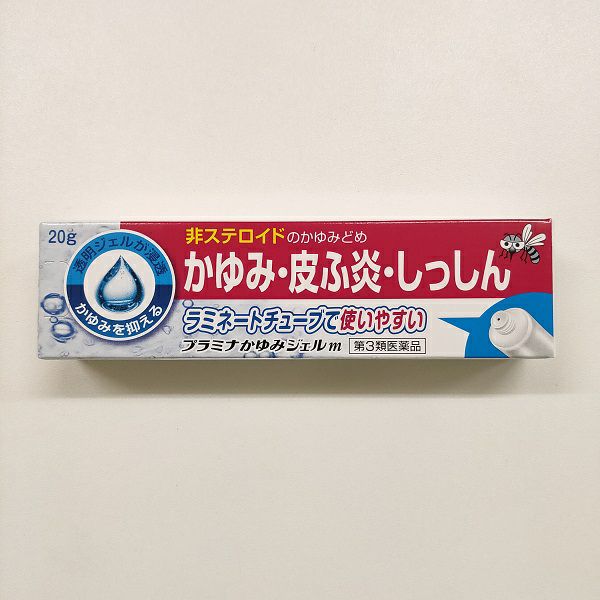 20g
透明ジェルが浸透
かゆみを抑える
非ステロイドのかゆみどめ
かゆみ・皮ふ炎・しっしん
ラミネートチューブで使いやすい
プラミナかゆみジェルm 第3類医薬品